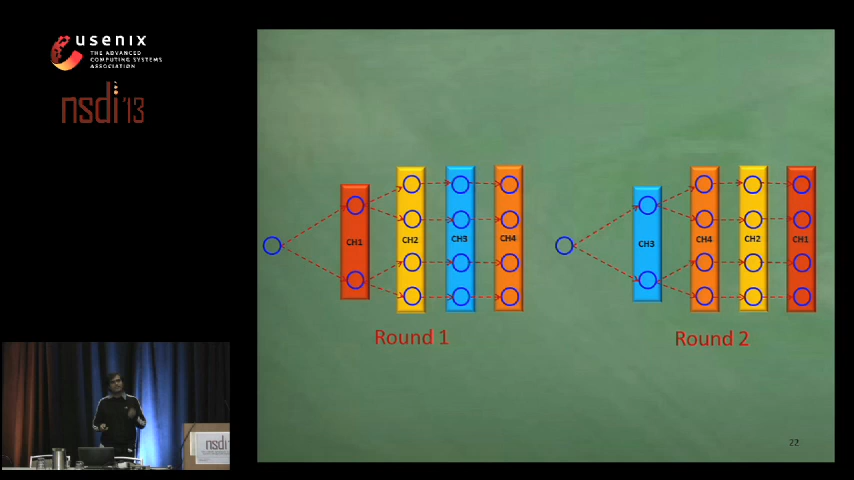 usenix
THE ADVANCED
COMPUTING SYSTEMS
ASSOCIATION
nsdi '13
CH1
CH2
CH3
CH4
CH3
CH4
CH2
CH1
Round 1
Round 2
22
nsdi